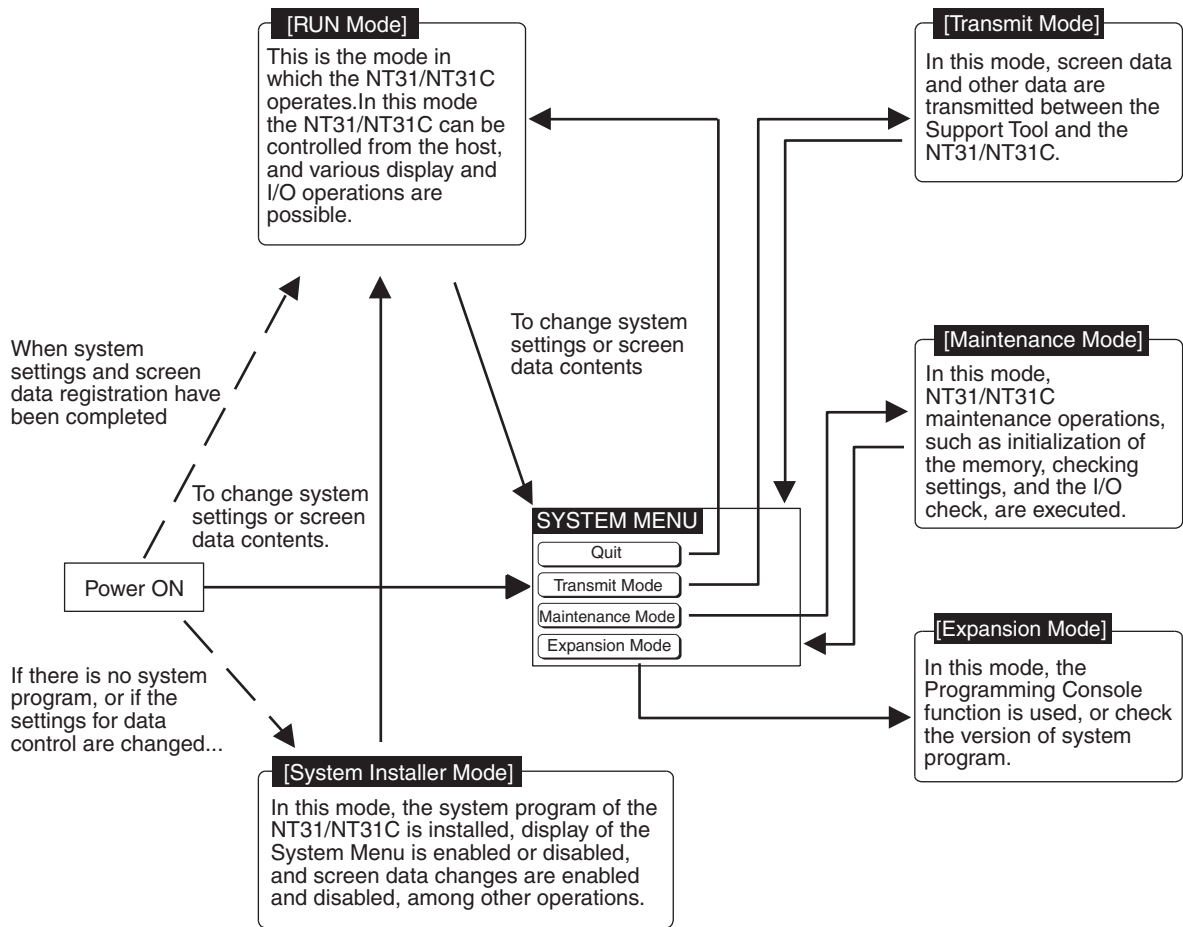 [RUN Mode]
This is the mode in
which the NT31/NT31C
operates.In this mode
the NT31/NT31C can be
controlled from the host,
and various display and
I/O operations are
possible.
[Transmit Mode]
In this mode, screen data
and other data are
transmitted between the
Support Tool and the
NT31/NT31C.
When system
settings and screen
data registration have
been completed
To change system
settings or screen
data contents
[Maintenance Mode]
In this mode,
NT31/NT31C
maintenance operations,
such as initialization of
the memory, checking
settings, and the I/O
check, are executed.
To change system
settings or screen
data contents.
Power ON
SYSTEM MENU
Quit
Transmit Mode
Maintenance Mode
Expansion Mode
[Expansion Mode]
In this mode, the
Programming Console
function is used, or check
the version of system
program.
If there is no system
program, or if the
settings for data
control are changed...
[System Installer Mode]
In this mode, the system program of the
NT31/NT31C is installed, display of the
System Menu is enabled or disabled,
and screen data changes are enabled
and disabled, among other operations.